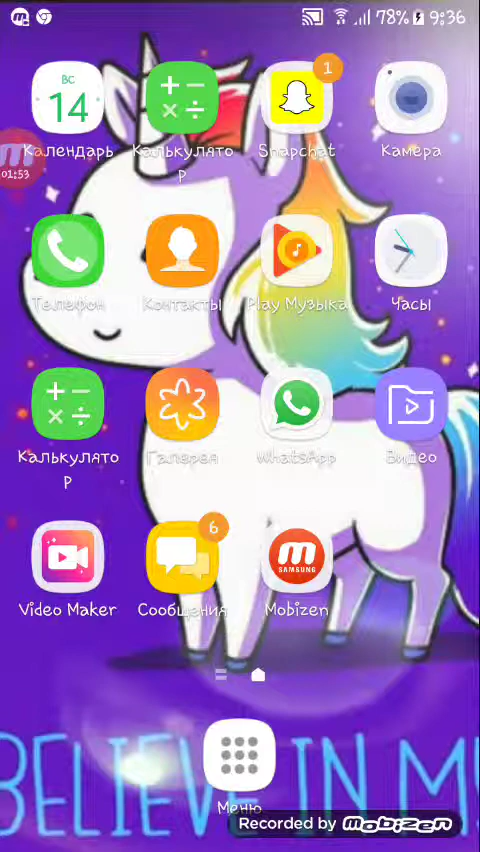 78% 9:36
ВС
14
1
Календарь
Калькулято
р
Snapchat
Камера
01:53
Телефон
Контакты
Play Музыка
Часы
Калькулято
р
Галерея
WhatsApp
Видео
6
m
SAMSUNG
Video Maker
Сообщения
Mobizen
BELIEVE IN M
Меню
Recorded by mobizen